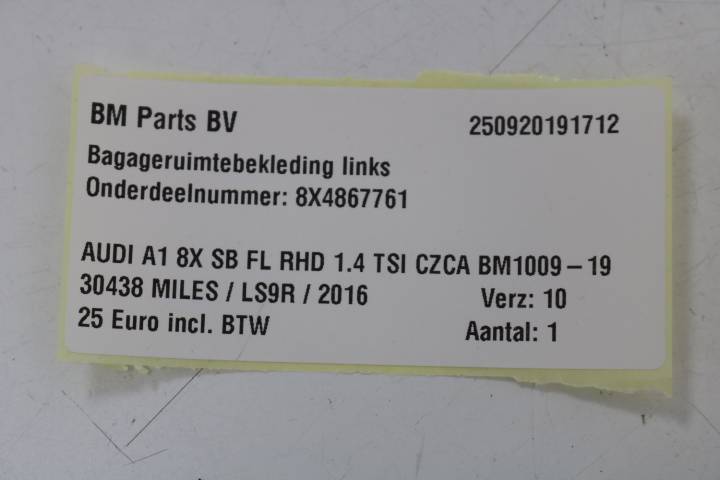 BM Parts BV 250920191712
Bagageruimtebekleding links
Onderdeelnummer: 8X4867761
AUDI A1 8X SB FL RHD 1.4 TSI CZCA BM1009-19
30438 MILES / LS9R / 2016 Verz: 10
25 Euro incl. BTW Aantal: 1